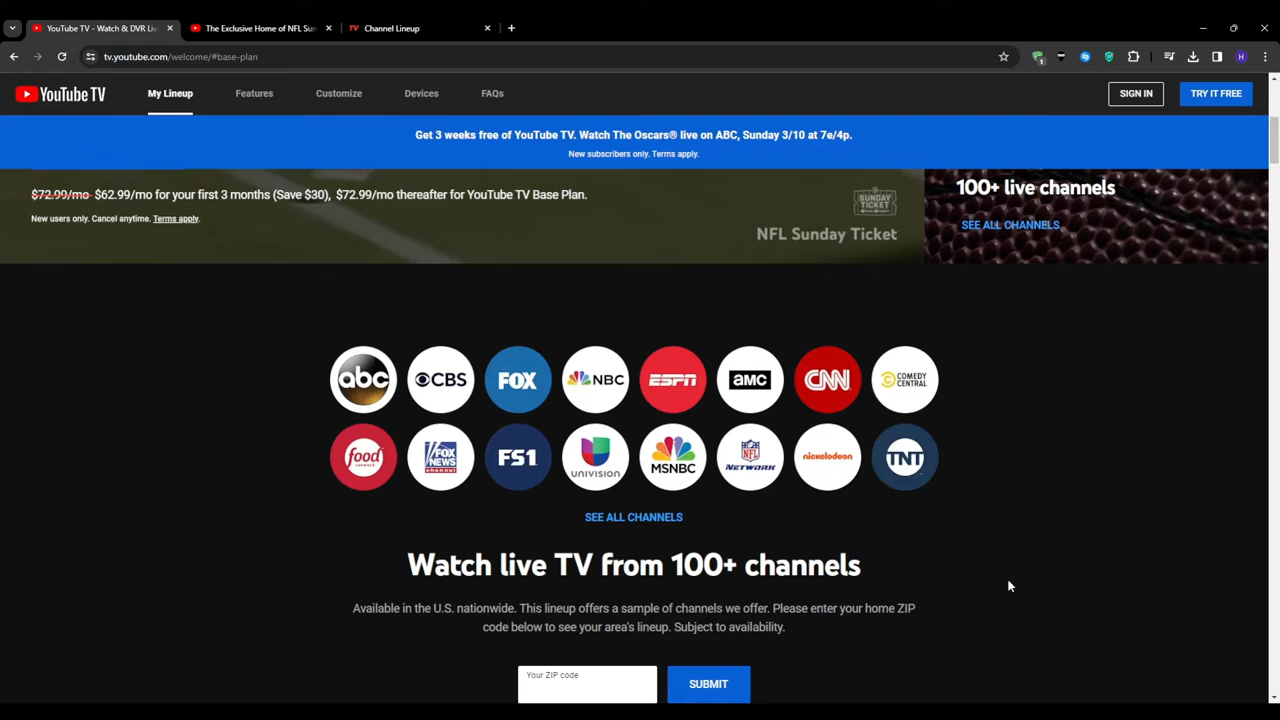 YouTube TV - Watch & DVR Liv
The Exclusive Home of NFL Sun
TV Channel Lineup
tv.youtube.com/welcome/#base-plan
1
H
YouTube TV
My Lineup
Features
Customize
Devices
FAQs
SIGN IN
TRY IT FREE
Get 3 weeks free of YouTube TV. Watch The Oscars® live on ABC, Sunday 3/10 at 7e/4p.
New subscribers only. Terms apply.
$72.99/mo $62.99/mo for your first 3 months (Save $30), $72.99/mo thereafter for YouTube TV Base Plan.
New users only. Cancel anytime. Terms apply.
SUNDAY
TICKET
NFL Sunday Ticket
100+ live channels
SEE ALL CHANNELS
abc
CBS
FOX
NBC
ESPN
aMC
CNN
COMEDY
CENTRAL
food
network
FOX
NEWS
channel
FS1
UNIVISION
MSNBC
NFL
NETWORK
nickelodeon
TNT
SEE ALL CHANNELS
Watch live TV from 100+ channels
Available in the U.S. nationwide. This lineup offers a sample of channels we offer. Please enter your home ZIP
code below to see your area's lineup. Subject to availability.
Your ZIP code
SUBMIT